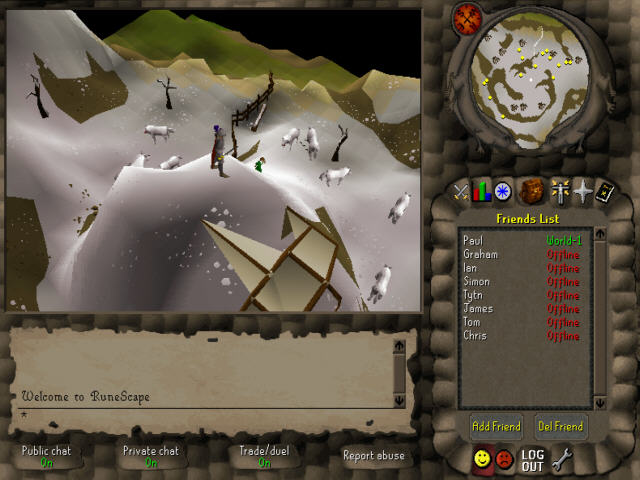 Friends List
Paul World-1
Graham Offline
Ian Offline
Simon Offline
Tytn Offline
James Offline
Tom Offline
Chris Offline
Add Friend Del Friend
Welcome to RuneScape
*
Public chat
On
Private chat
On
Trade/duel
On
Report abuse
LOG
OUT